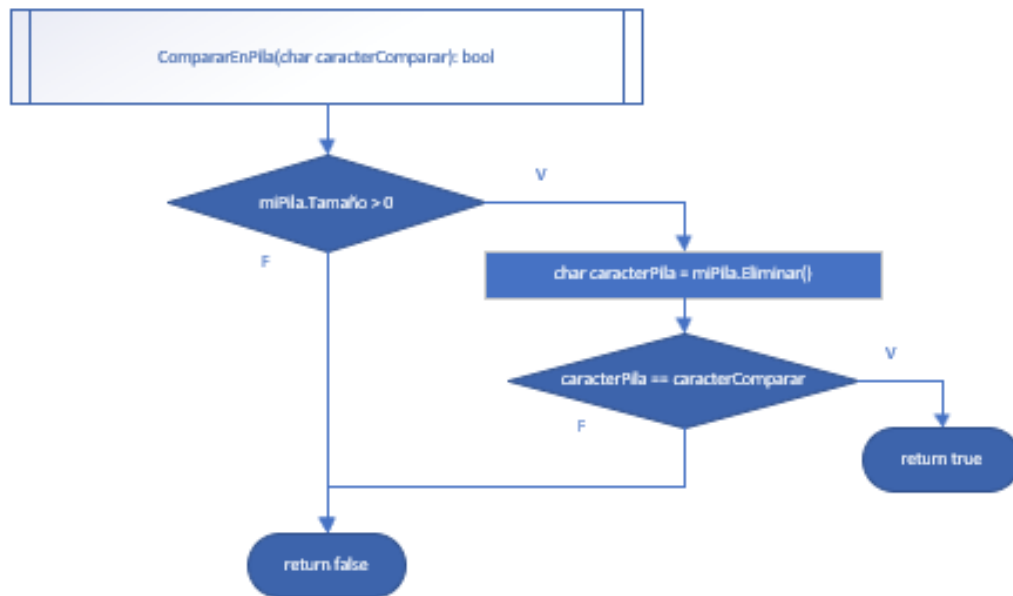 CompararEnPila(char caracterComparar): bool
miPila.Tamaño > 0
V
F
char caracterPila = miPila.Eliminar()
caracterPila == caracterComparar
V
F
return true
return false